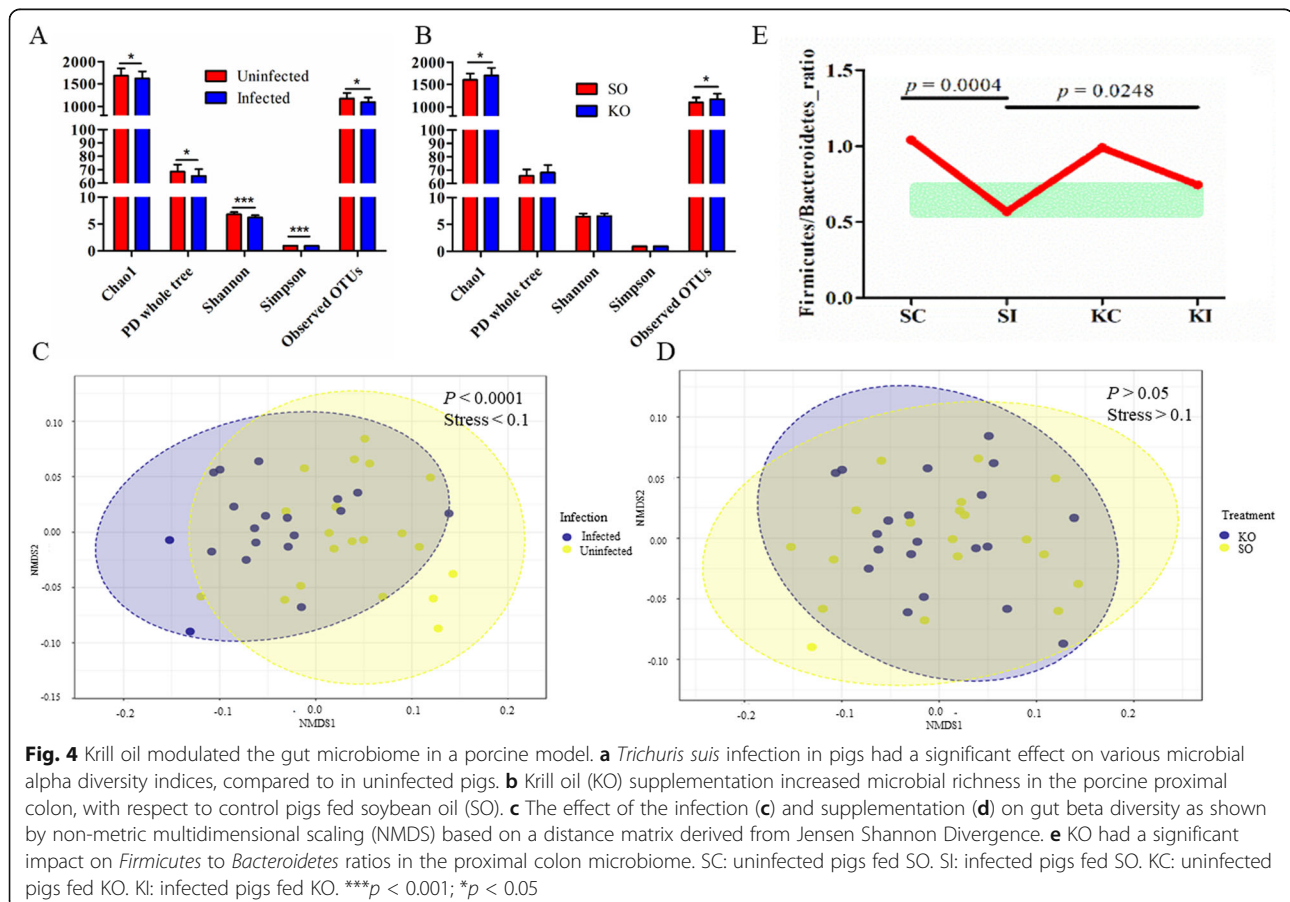 A
*
Uninfected
Infected
*
*
***
***
2000
1500
1000
100
90
80
70
60
10
5
0
Chao1
PD whole tree
Shannon
Simpson
Observed OTUs
B
*
SO
KO
*
2000
1500
1000
100
90
80
70
60
10
5
0
Chao1
PD whole tree
Shannon
Simpson
Observed OTUs
E
p = 0.0004
p = 0.0248
Firmicutes/Bacteroidetes_ratio
1.5
1.0
0.5
0.0
SC
SI
KC
KI
C
P < 0.0001
Stress < 0.1
NMDS2
0.10
0.05
0.00
-0.05
-0.10
-0.15
-0.2
-0.1
0.0
0.1
0.2
NMDS1
Infection
Infected
Uninfected
D
P > 0.05
Stress > 0.1
NMDS2
0.10
0.05
0.00
-0.05
-0.10
-0.2
-0.1
0.0
0.1
0.2
NMDS1
Treatment
KO
SO
Fig. 4 Krill oil modulated the gut microbiome in a porcine model. a Trichuris suis infection in pigs had a significant effect on various microbial
alpha diversity indices, compared to in uninfected pigs. b Krill oil (KO) supplementation increased microbial richness in the porcine proximal
colon, with respect to control pigs fed soybean oil (SO). c The effect of the infection (c) and supplementation (d) on gut beta diversity as shown
by non-metric multidimensional scaling (NMDS) based on a distance matrix derived from Jensen Shannon Divergence. e KO had a significant
impact on Firmicutes to Bacteroidetes ratios in the proximal colon microbiome. SC: uninfected pigs fed SO. SI: infected pigs fed SO. KC: uninfected
pigs fed KO. KI: infected pigs fed KO. ***p < 0.001; *p < 0.05